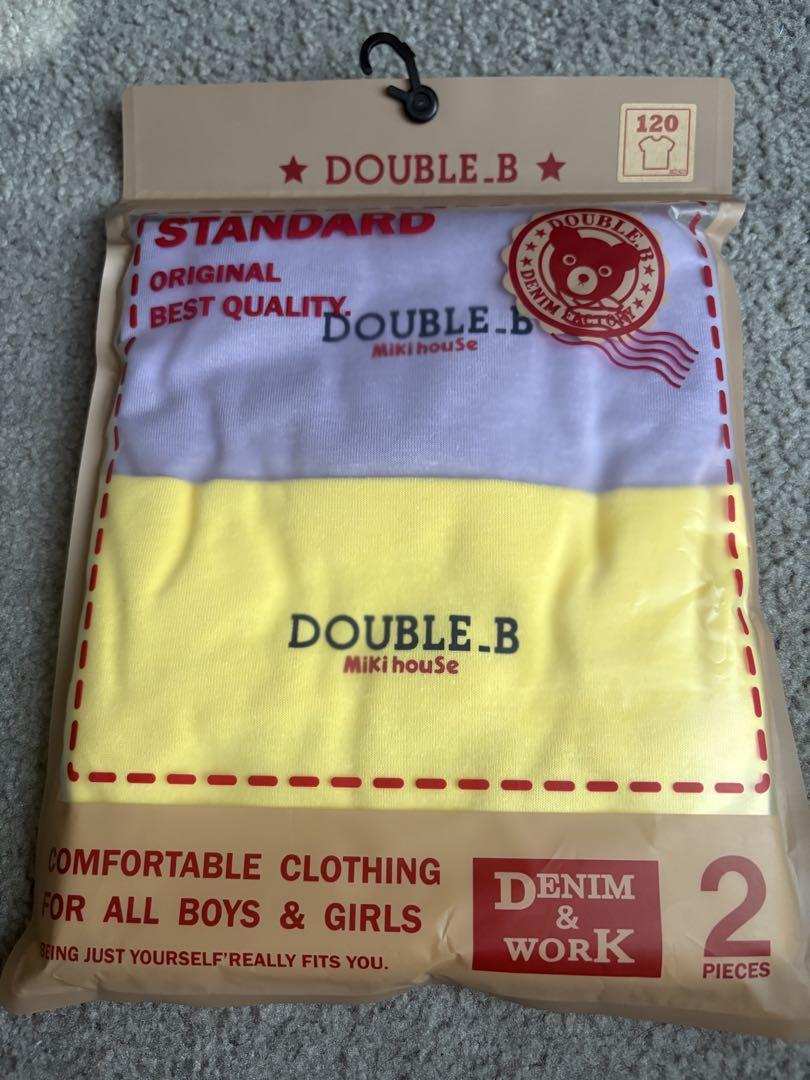 120
★ DOUBLE_B ★
STANDARD
ORIGINAL
BEST QUALITY.
DOUBLE.B
DENIM FACTORY
DOUBLE_B
MiKi houSe
DOUBLE_B
MiKi houSe
COMFORTABLE CLOTHING
FOR ALL BOYS & GIRLS
BEING JUST YOURSELF'REALLY FITS YOU.
DENIM
&
WORK
2
PIECES